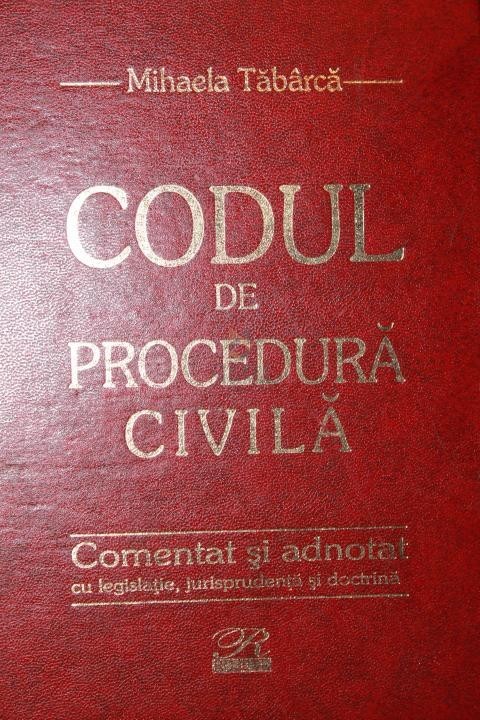 Mihaela Tăbârcă
CODUL
DE
PROCEDURĂ
CIVILĂ
Comentat şi adnotat
cu legislaţie, jurisprudenţă şi doctrină
R